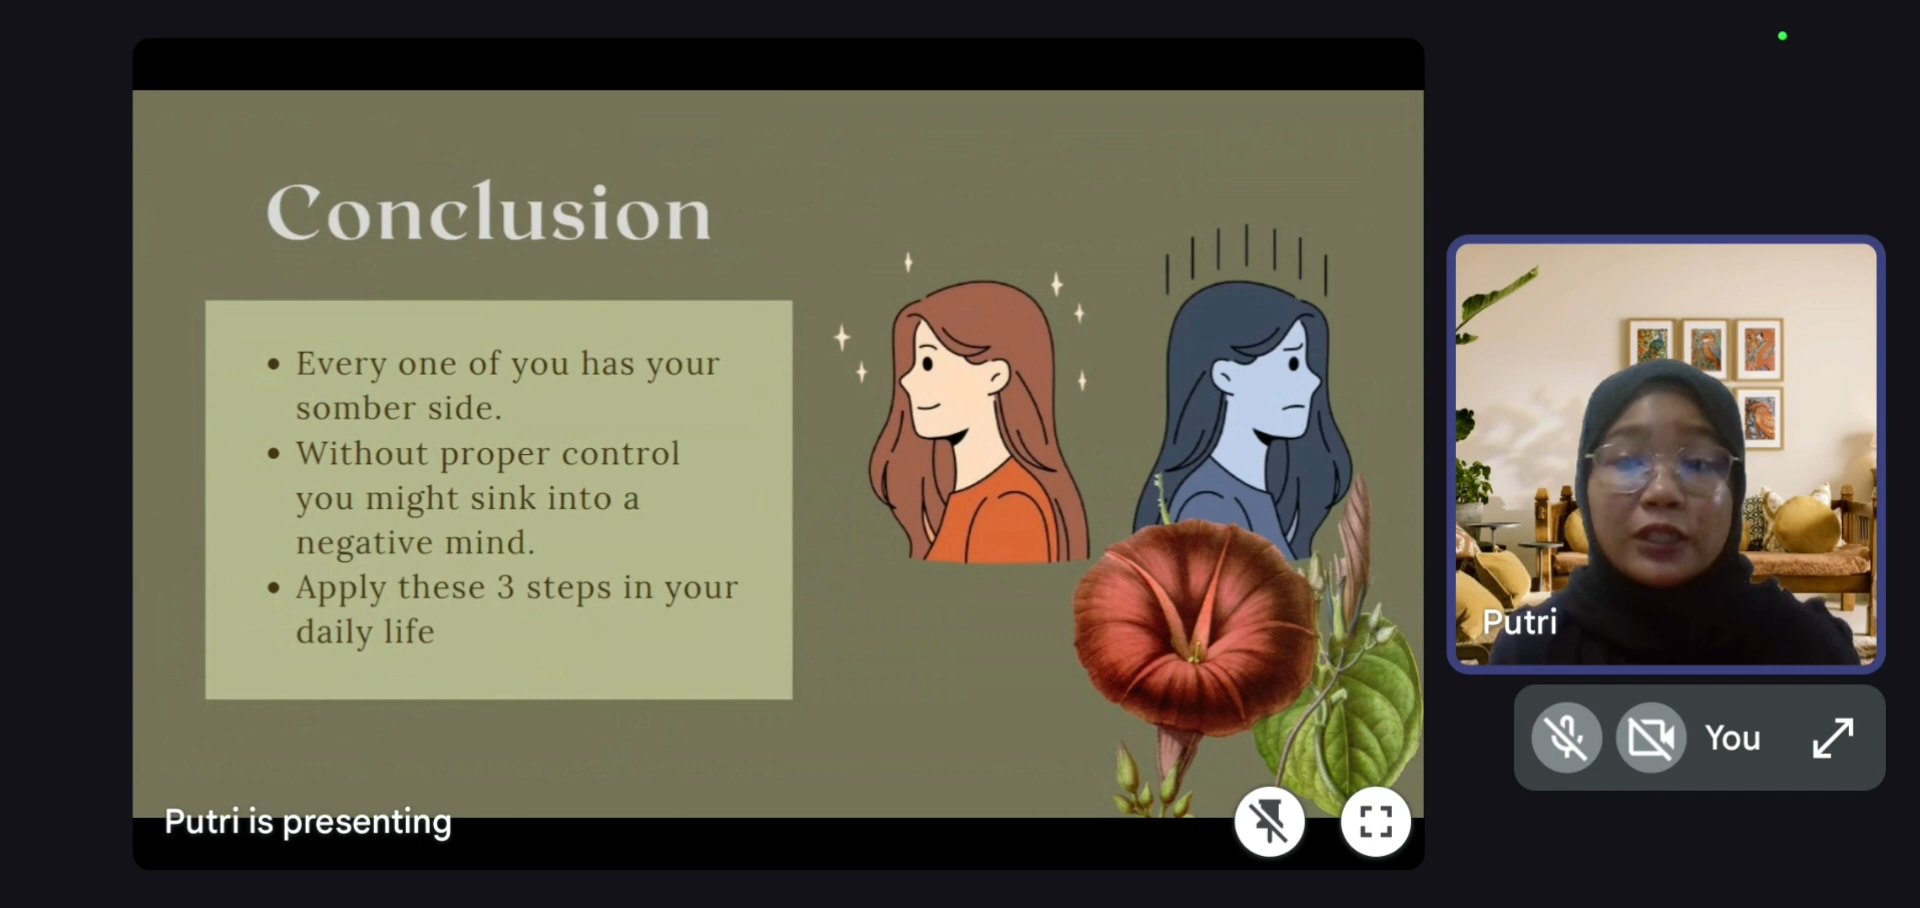 Conclusion
• Every one of you has your
somber side.
• Without proper control
you might sink into a
negative mind.
• Apply these 3 steps in your
daily life
Putri is presenting
Putri
You